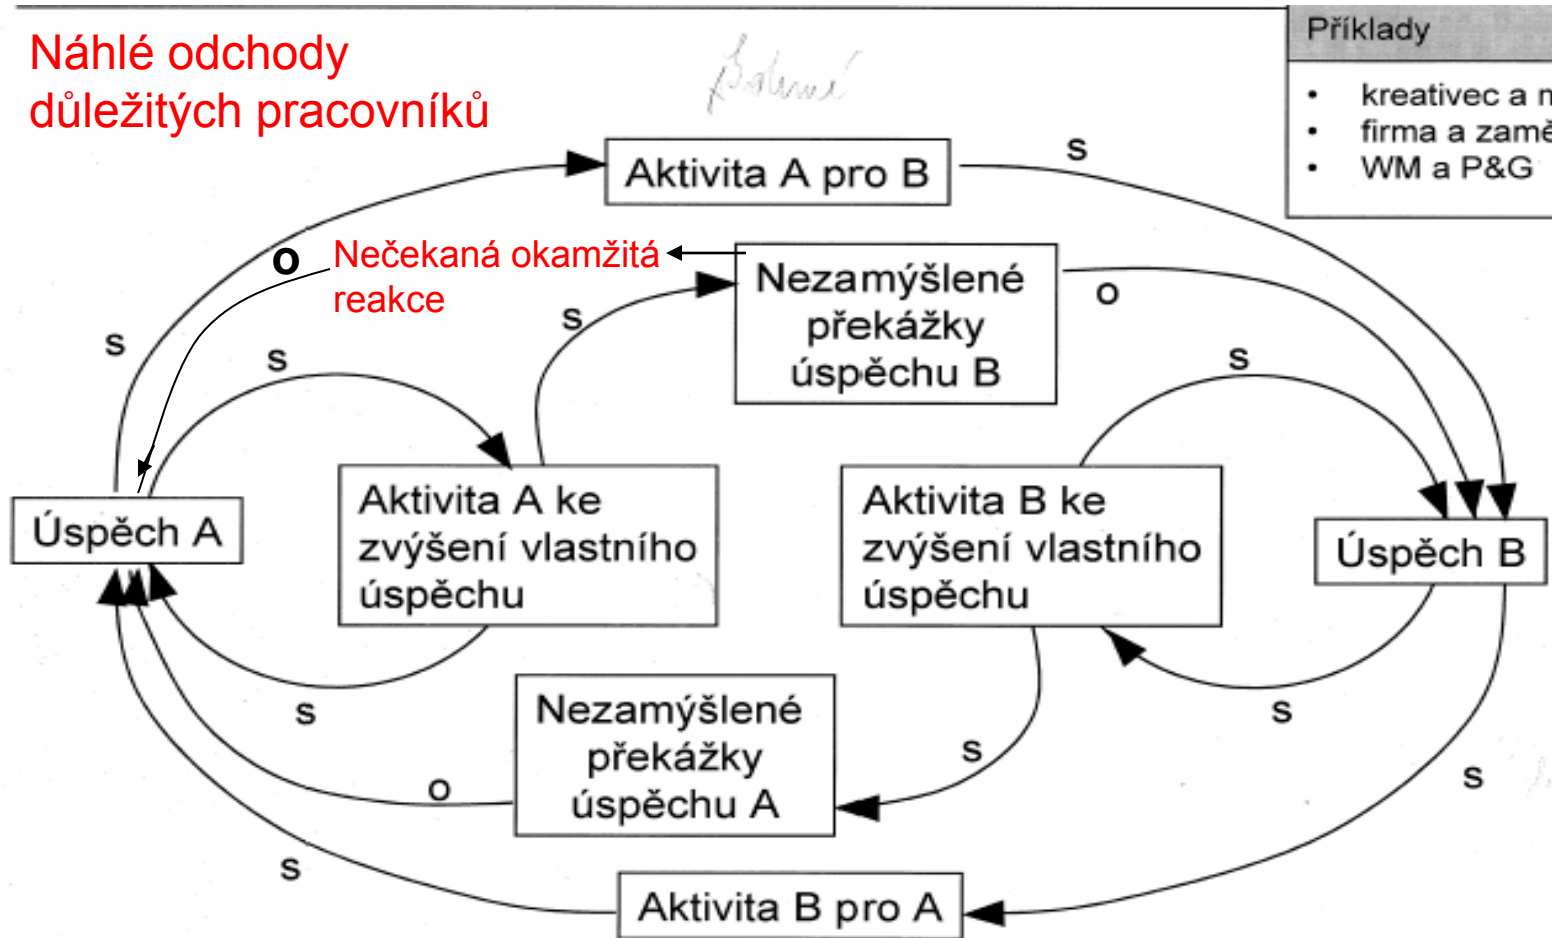 Náhlé odchody
důležitých pracovníků
Příklady
• kreativec a
• firma a
• WM a P&G
Aktivita A pro B
s
o
Nečekaná okamžitá
reakce
Nezamýšlené
překážky
úspěchu B
s
o
s
s
s
Úspěch A
Aktivita A ke
zvýšení vlastního
úspěchu
Aktivita B ke
zvýšení vlastního
úspěchu
Úspěch B
s
s
Nezamýšlené
překážky
úspěchu A
s
o
s
s
Aktivita B pro A